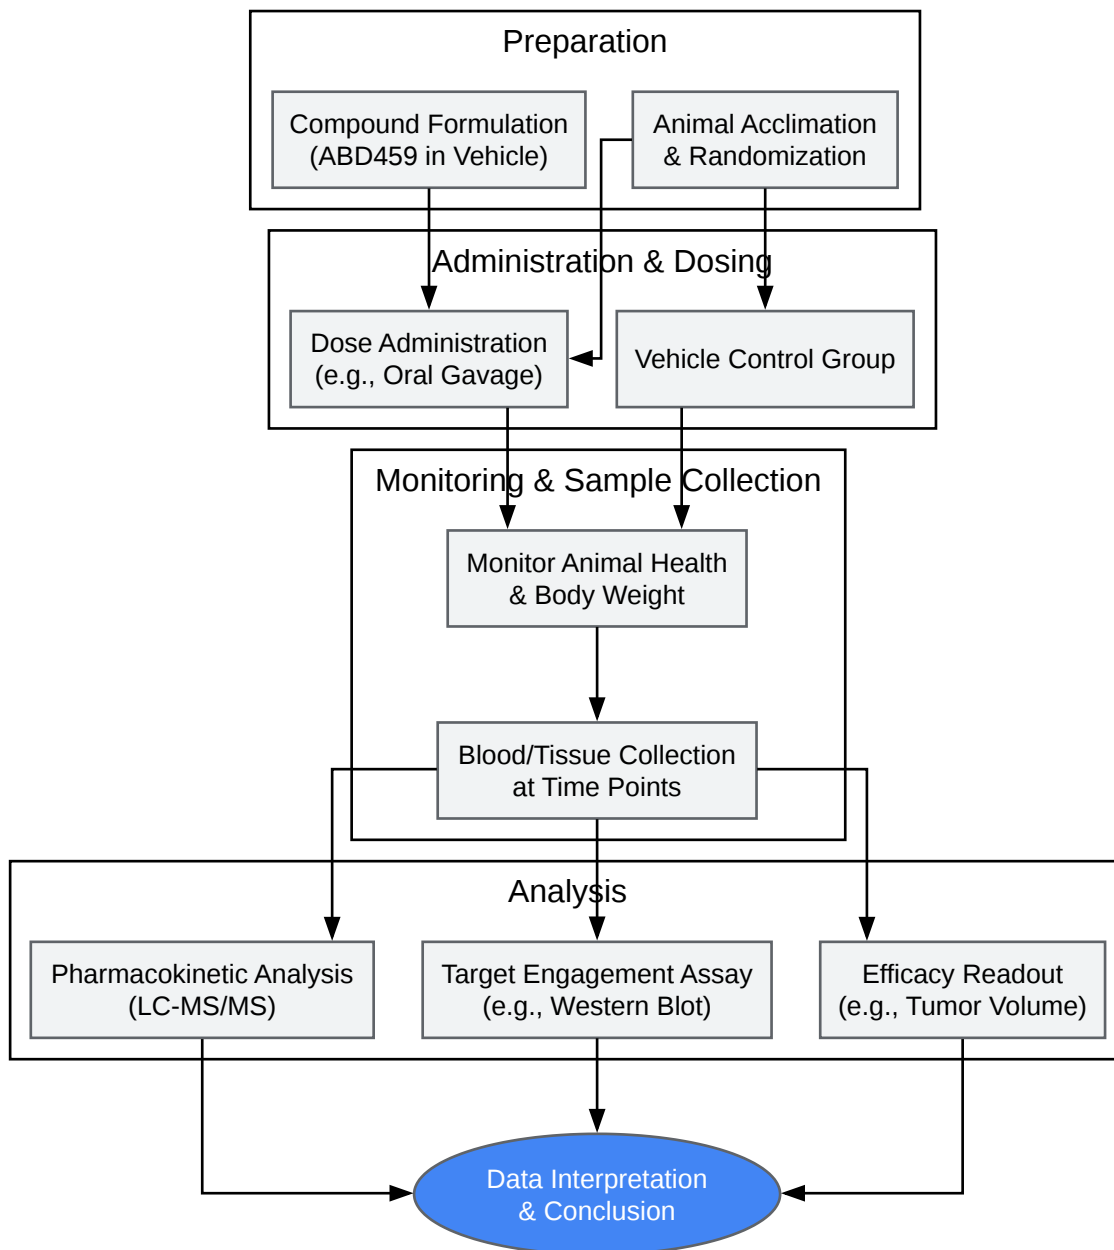 Preparation
Compound Formulation
(ABD459 in Vehicle)
Animal Acclimation
& Randomization
Administration & Dosing
Dose Administration
(e.g., Oral Gavage)
Vehicle Control Group
Monitoring & Sample Collection
Monitor Animal Health
& Body Weight
Blood/Tissue Collection
at Time Points
Analysis
Pharmacokinetic Analysis
(LC-MS/MS)
Target Engagement Assay
(e.g., Western Blot)
Efficacy Readout
(e.g., Tumor Volume)
Data Interpretation
& Conclusion